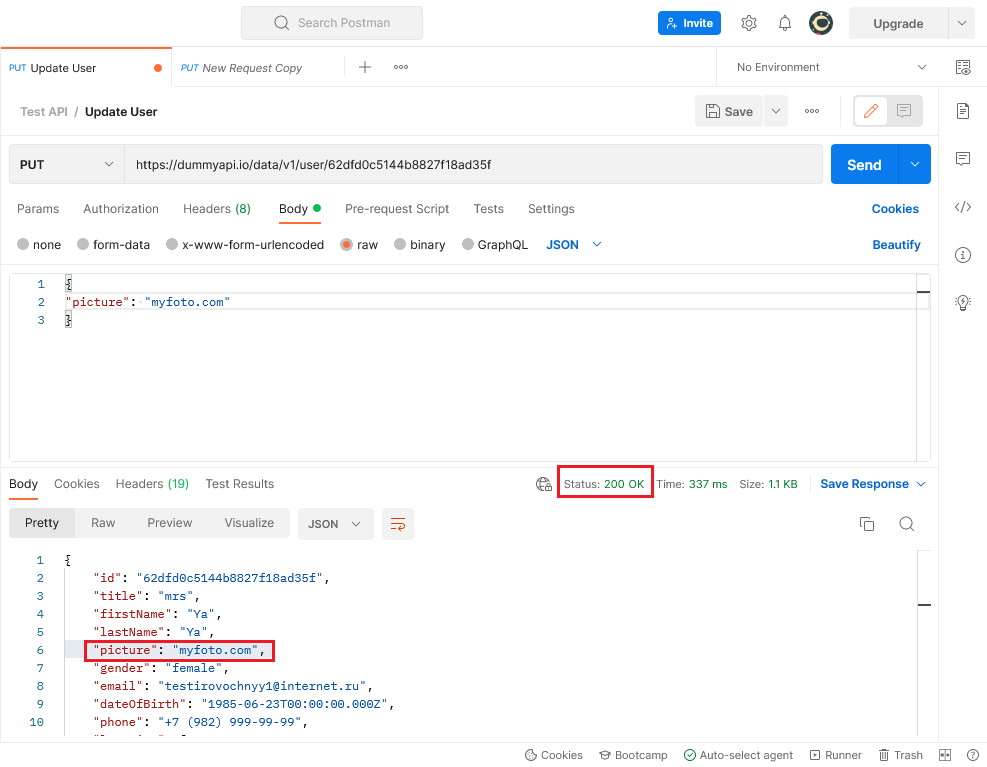 Search Postman Invite Upgrade
PUT Update User PUT New Request Copy No Environment
Test API / Update User Save
PUT https://dummyapi.io/data/v1/user/62dfd0c5144b8827f18ad35f Send
Params Authorization Headers (8) Body Pre-request Script Tests Settings Cookies
none form-data x-www-form-urlencoded raw binary GraphQL JSON Beautify
1 {
2 "picture": "myfoto.com"
3 }
Body Cookies Headers (19) Test Results Status: 200 OK Time: 337 ms Size: 1.1 KB Save Response
Pretty Raw Preview Visualize JSON
1 {
2 "id": "62dfd0c5144b8827f18ad35f",
3 "title": "mrs",
4 "firstName": "Ya",
5 "lastName": "Ya",
6 "picture": "myfoto.com",
7 "gender": "female",
8 "email": "testirovochnyy1@internet.ru",
9 "dateOfBirth": "1985-06-23T00:00:00.000Z",
10 "phone": "+7 (982) 999-99-99",
Cookies Bootcamp Auto-select agent Runner Trash